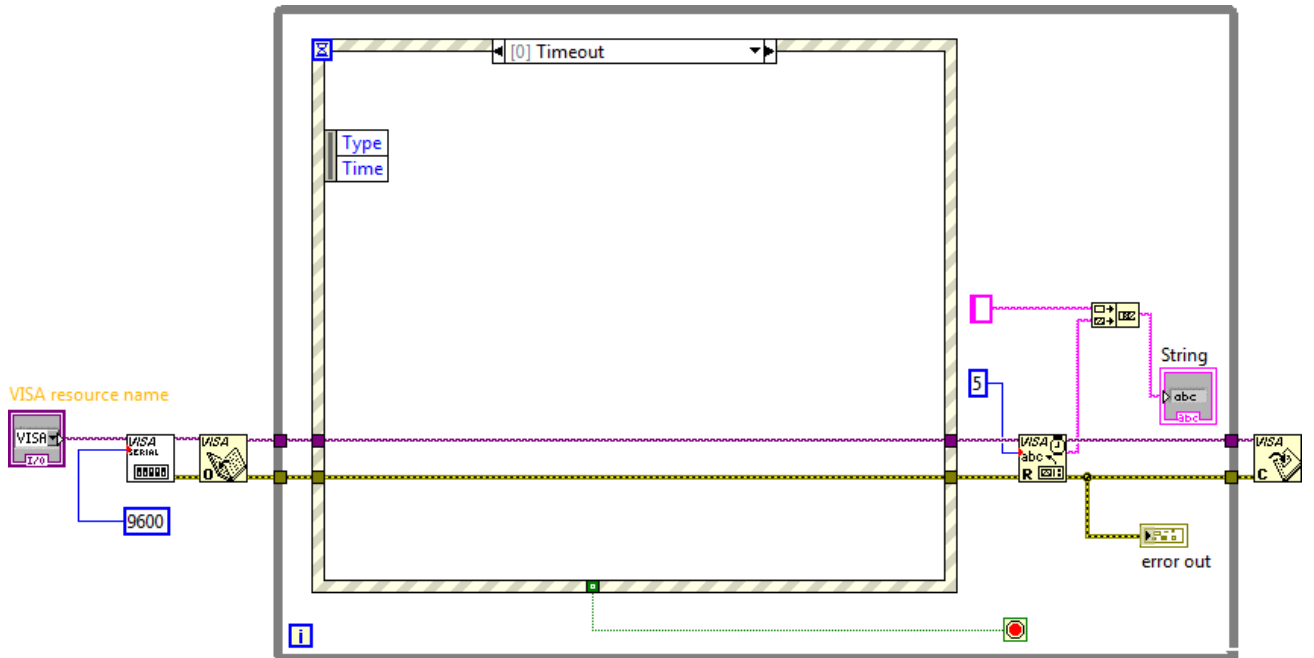 [0] Timeout
Type
Time
String
abc
abc
VISA resource name
5
VISA
I/O
VISA
SERIAL
VISA
O
VISA
abc
R
VISA
C
9600
error out
i